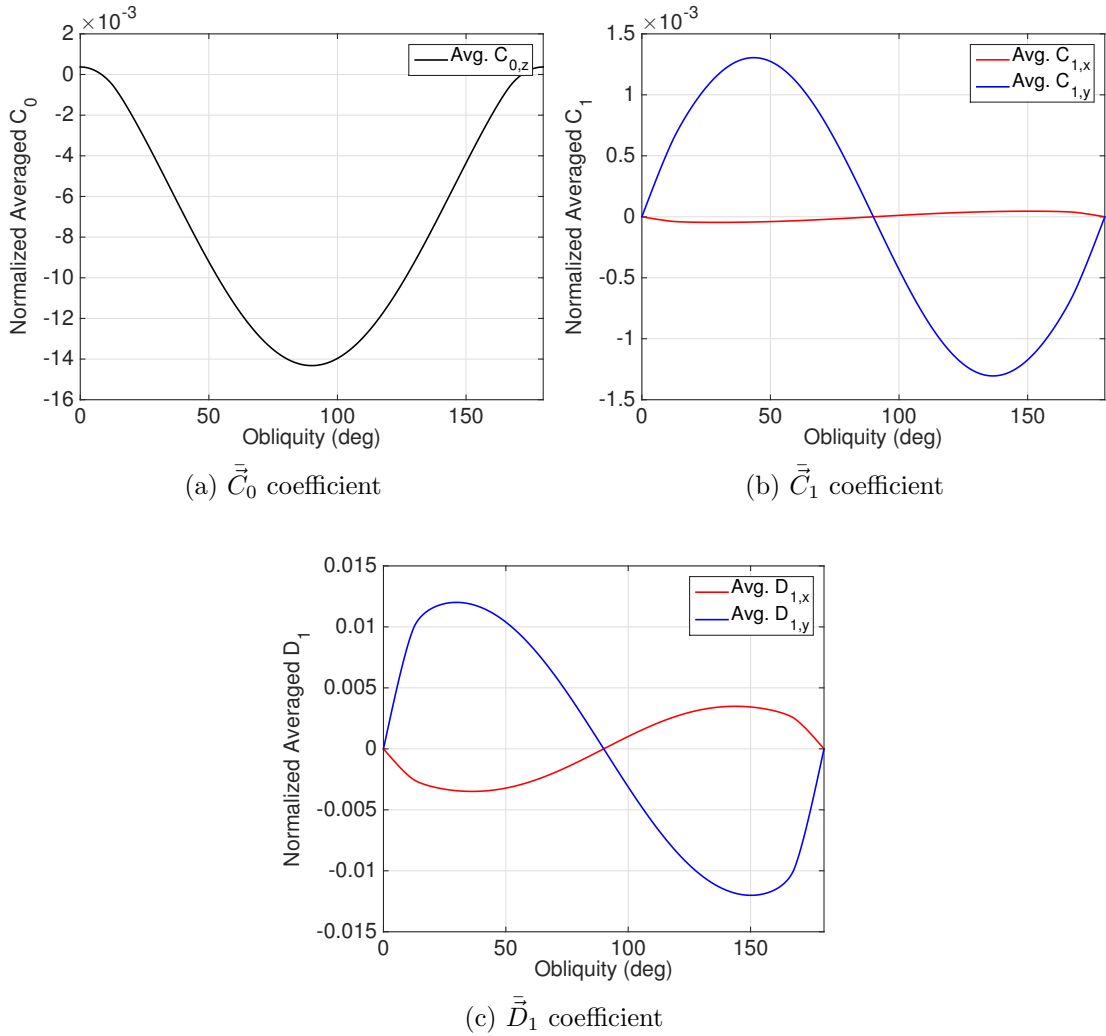 ×10⁻³
2
0
-2
-4
-6
-8
-10
-12
-14
-16
Normalized Averaged C₀
Avg. C₀,z
0 50 100 150
Obliquity (deg)
(a) C̄⃗₀ coefficient
×10⁻³
1.5
1
0.5
0
-0.5
-1
-1.5
Normalized Averaged C₁
Avg. C₁,x
Avg. C₁,y
0 50 100 150
Obliquity (deg)
(b) C̄⃗₁ coefficient
0.015
0.01
0.005
0
-0.005
-0.01
-0.015
Normalized Averaged D₁
Avg. D₁,x
Avg. D₁,y
0 50 100 150
Obliquity (deg)
(c) D̄⃗₁ coefficient